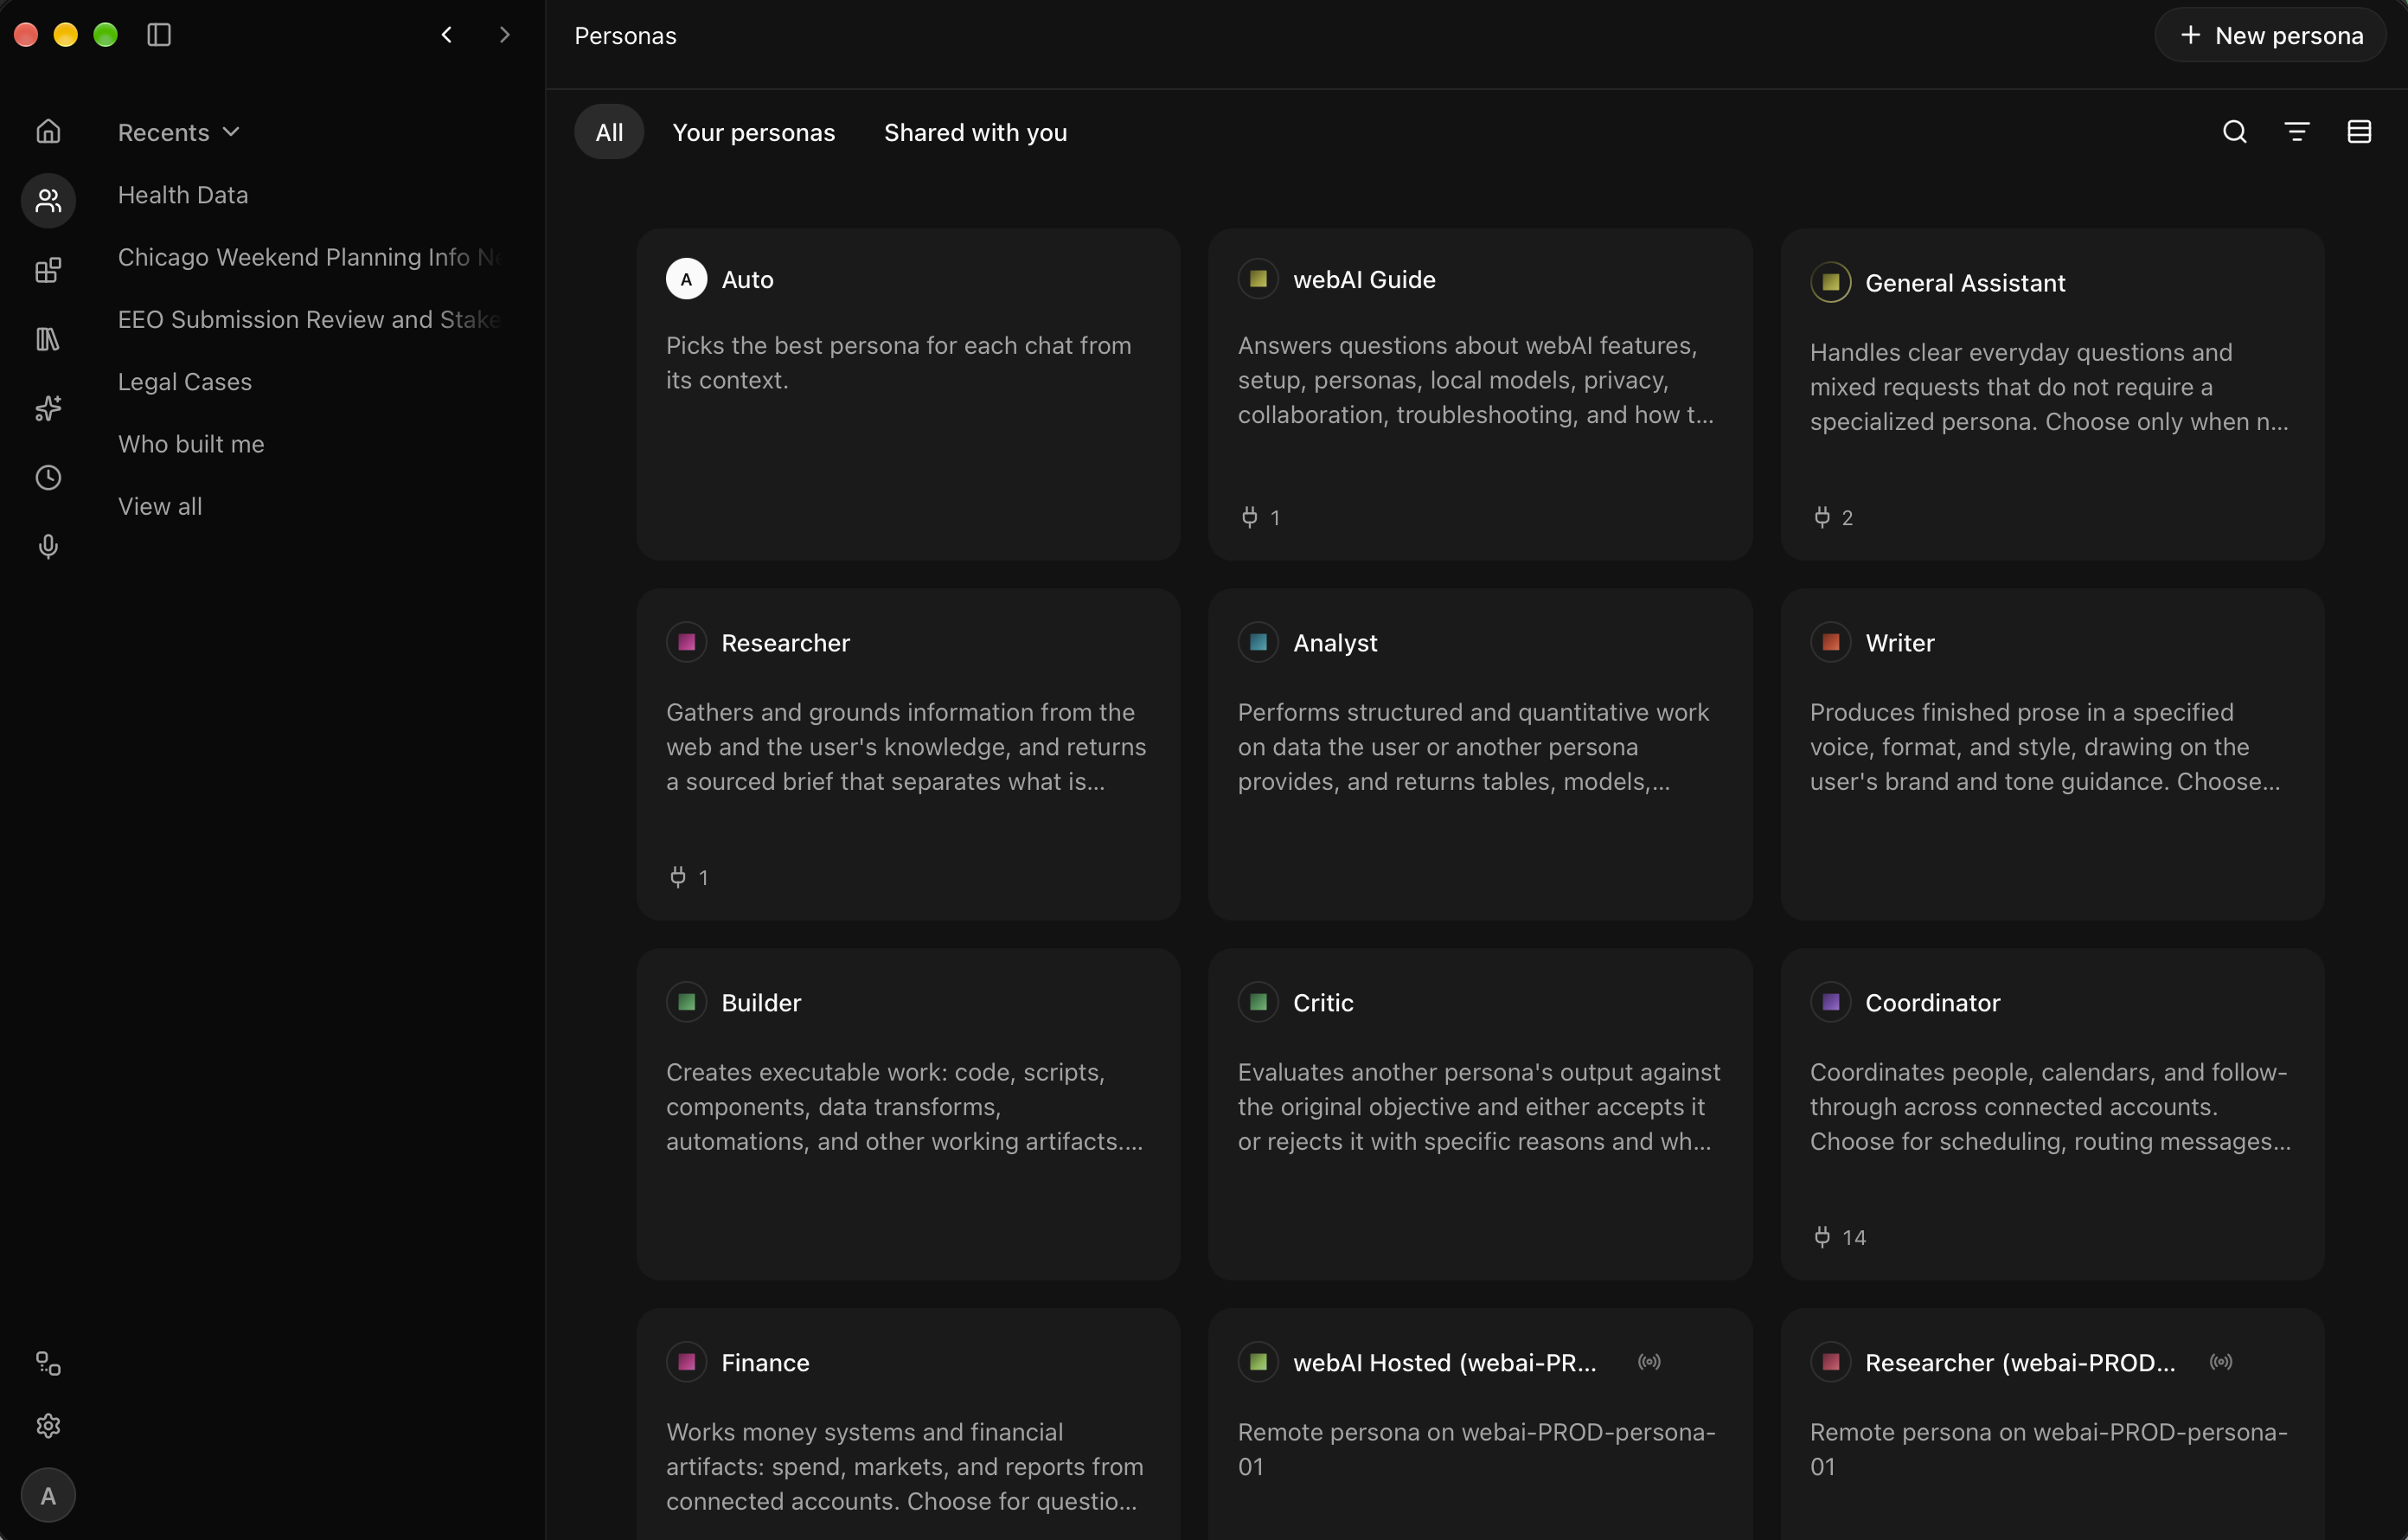 Personas
New persona
Recents
Health Data
Chicago Weekend Planning Info
EEO Submission Review and Stake
Legal Cases
Who built me
View all
A
All
Your personas
Shared with you
A
Auto
Picks the best persona for each chat from
its context.
webAI Guide
Answers questions about webAI features,
setup, personas, local models, privacy,
collaboration, troubleshooting, and how t...
1
General Assistant
Handles clear everyday questions and
mixed requests that do not require a
specialized persona. Choose only when n...
2
Researcher
Gathers and grounds information from the
web and the user's knowledge, and returns
a sourced brief that separates what is...
1
Analyst
Performs structured and quantitative work
on data the user or another persona
provides, and returns tables, models,...
Writer
Produces finished prose in a specified
voice, format, and style, drawing on the
user's brand and tone guidance. Choose...
Builder
Creates executable work: code, scripts,
components, data transforms,
automations, and other working artifacts....
Critic
Evaluates another persona's output against
the original objective and either accepts it
or rejects it with specific reasons and wh...
Coordinator
Coordinates people, calendars, and follow-
through across connected accounts.
Choose for scheduling, routing messages...
14
Finance
Works money systems and financial
artifacts: spend, markets, and reports from
connected accounts. Choose for questio...
webAI Hosted (webai-PR...
Remote persona on webai-PROD-persona-
01
Researcher (webai-PROD...
Remote persona on webai-PROD-persona-
01